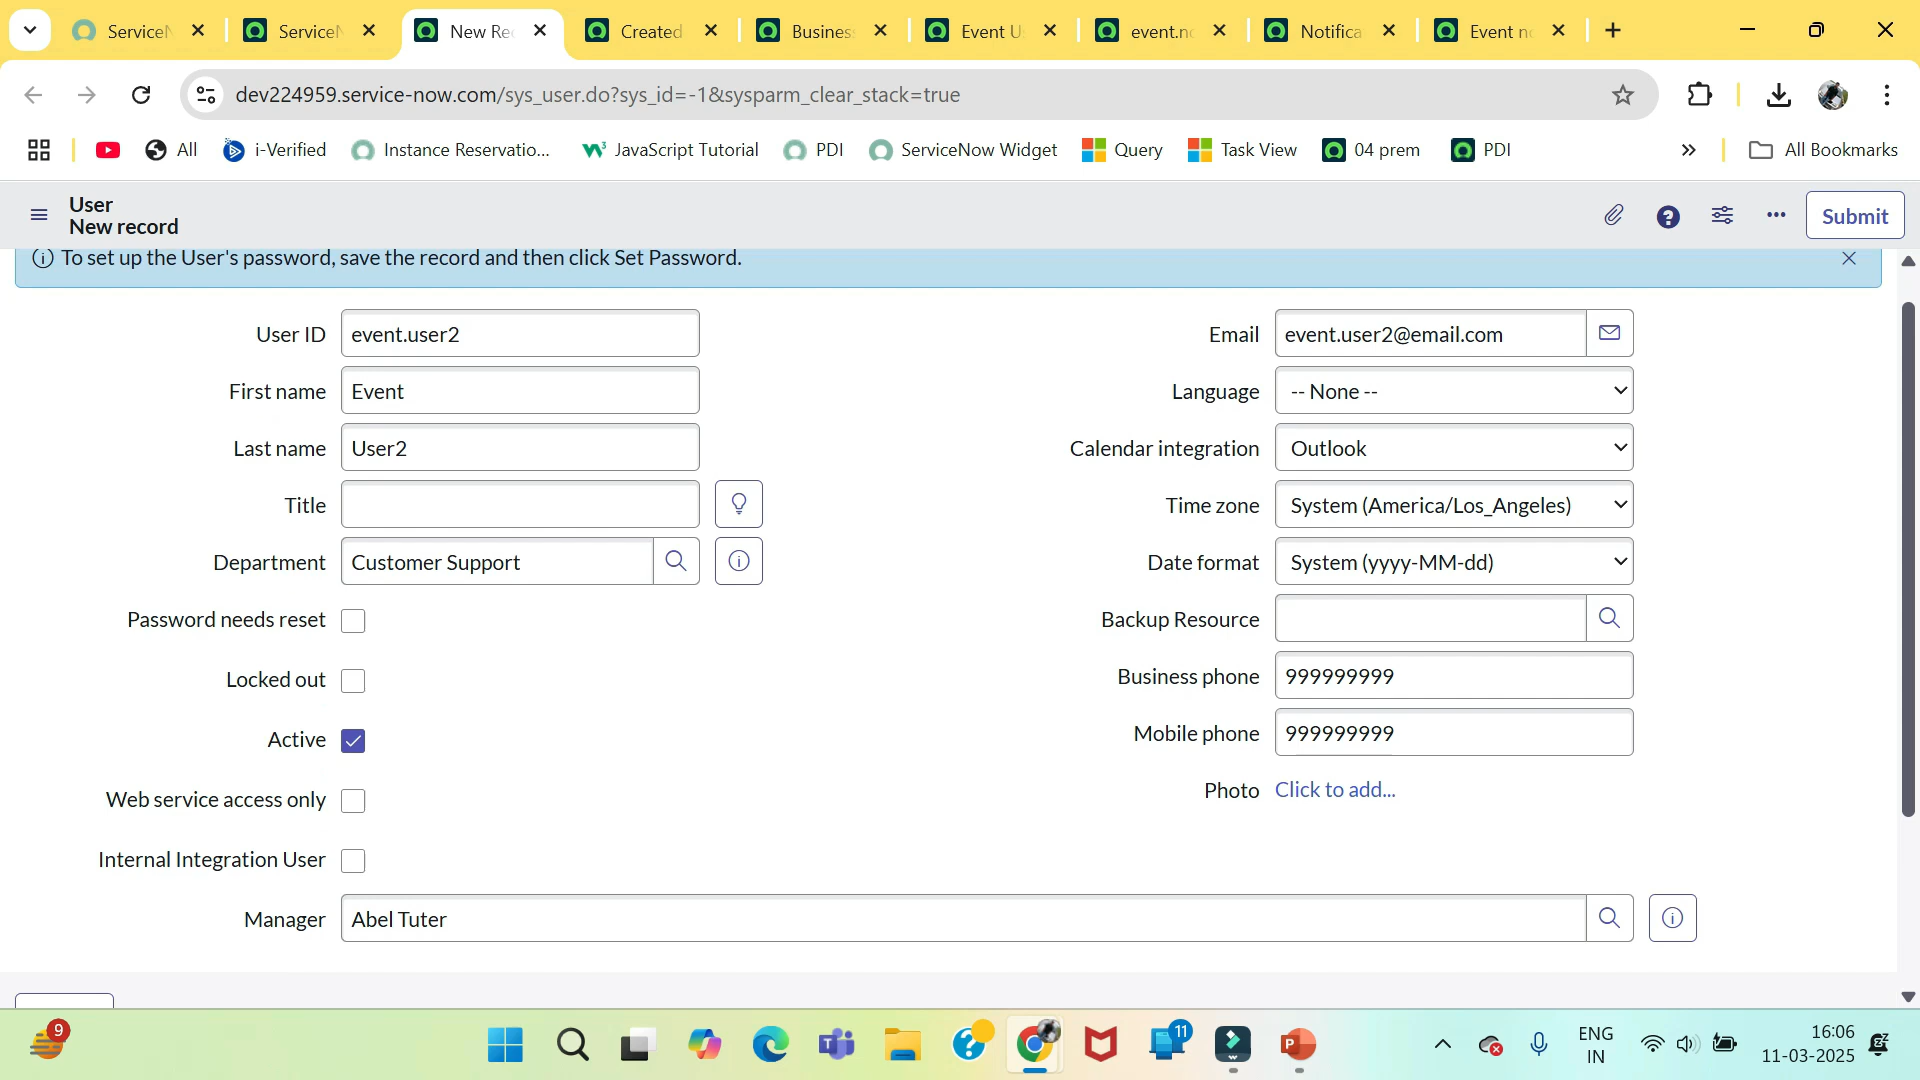 ServiceN
ServiceN
New Rec
Created
Business
Event U
event.no
Notifica
Event no
dev224959.service-now.com/sys_user.do?sys_id=-1&sysparm_clear_stack=true
All
i-Verified
Instance Reservatio...
JavaScript Tutorial
PDI
ServiceNow Widget
Query
Task View
04 prem
PDI
All Bookmarks
User
New record
Submit
To set up the User's password, save the record and then click Set Password.
User ID event.user2
First name Event
Last name User2
Title
Department Customer Support
Password needs reset
Locked out
Active
Web service access only
Internal Integration User
Email event.user2@email.com
Language -- None --
Calendar integration Outlook
Time zone System (America/Los_Angeles)
Date format System (yyyy-MM-dd)
Backup Resource
Business phone 999999999
Mobile phone 999999999
Photo Click to add...
Manager Abel Tuter
9
11
ENG
IN
16:06
11-03-2025